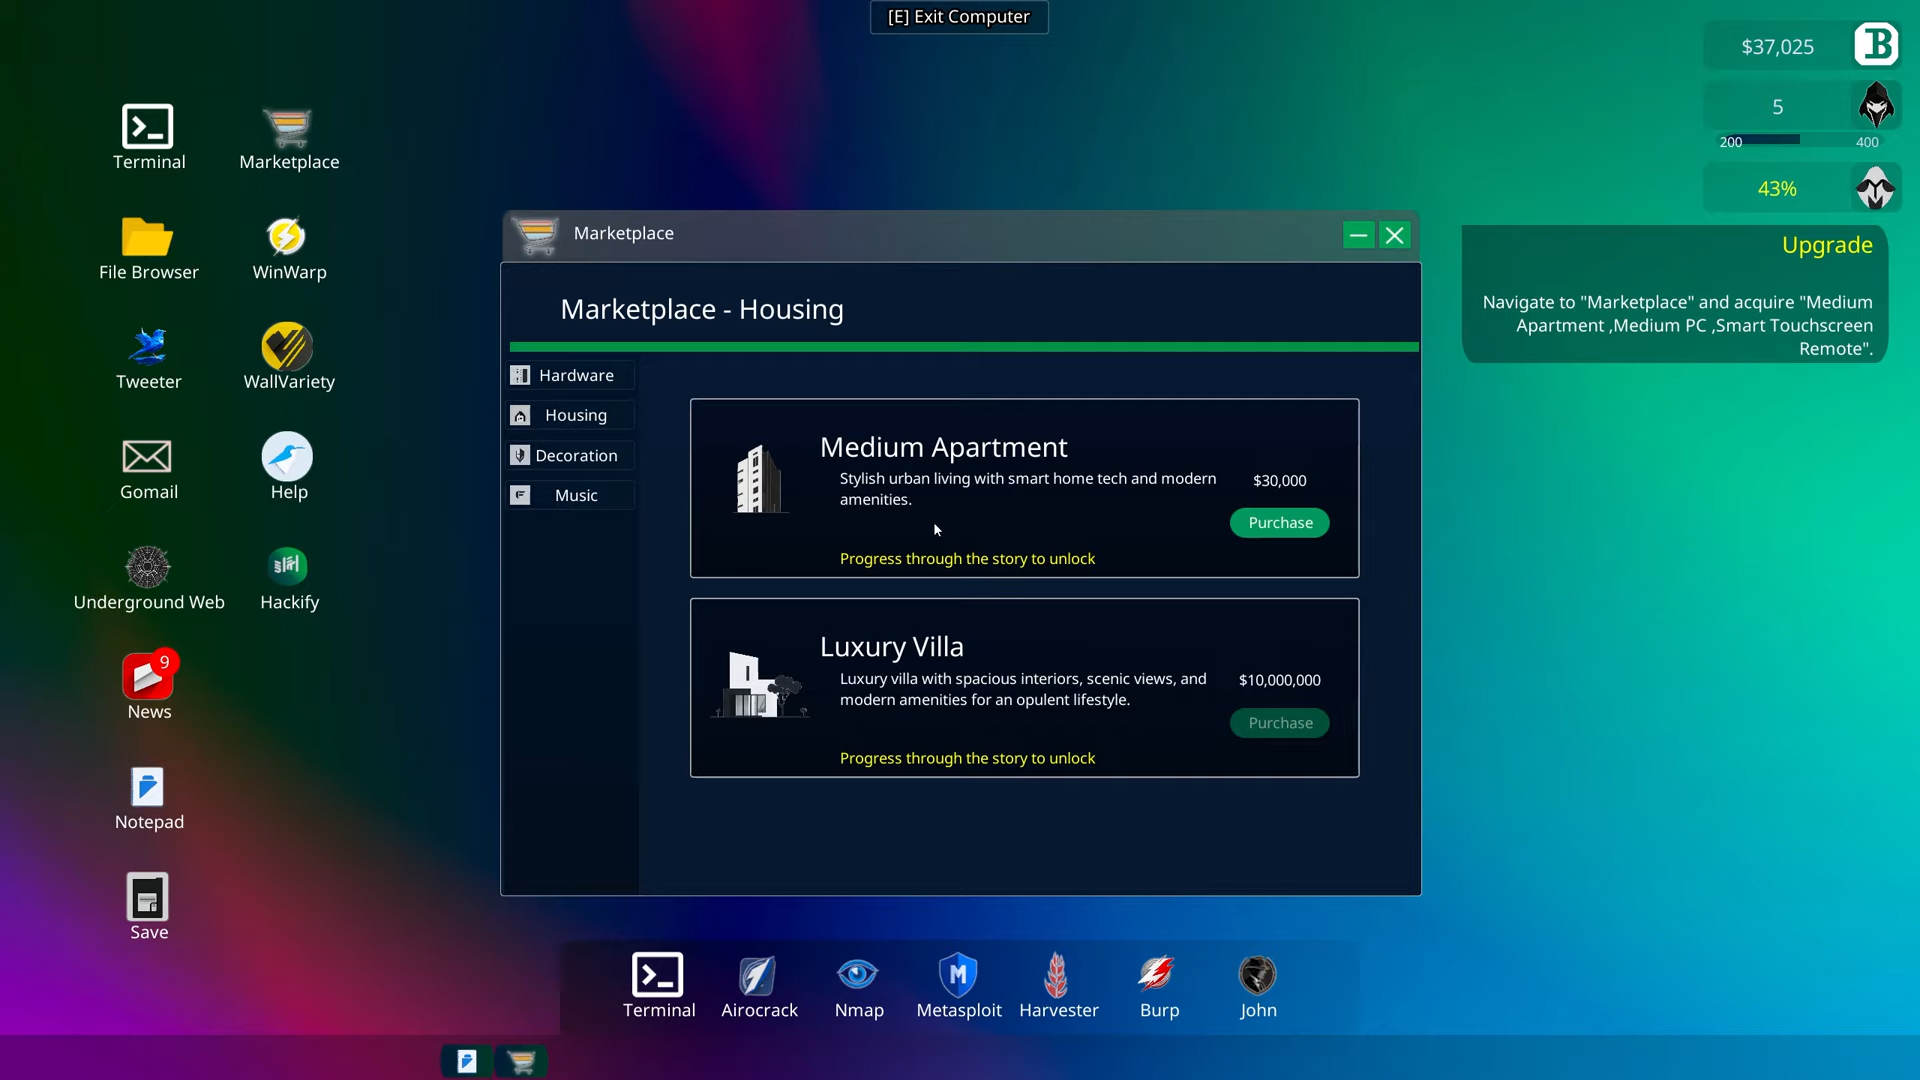 [E] Exit Computer
$37,025
B
5
200 400
43%
Upgrade
Navigate to "Marketplace" and acquire "Medium
Apartment ,Medium PC ,Smart Touchscreen
Remote".
Terminal
Marketplace
File Browser
WinWarp
Tweeter
WallVariety
Gomail
Help
Underground Web
Hackify
9
News
Notepad
Save
Marketplace
Marketplace - Housing
Hardware
Housing
Decoration
Music
Medium Apartment
Stylish urban living with smart home tech and modern
amenities.
$30,000
Purchase
Progress through the story to unlock
Luxury Villa
Luxury villa with spacious interiors, scenic views, and
modern amenities for an opulent lifestyle.
$10,000,000
Purchase
Progress through the story to unlock
M
Terminal
Airocrack
Nmap
Metasploit
Harvester
Burp
John